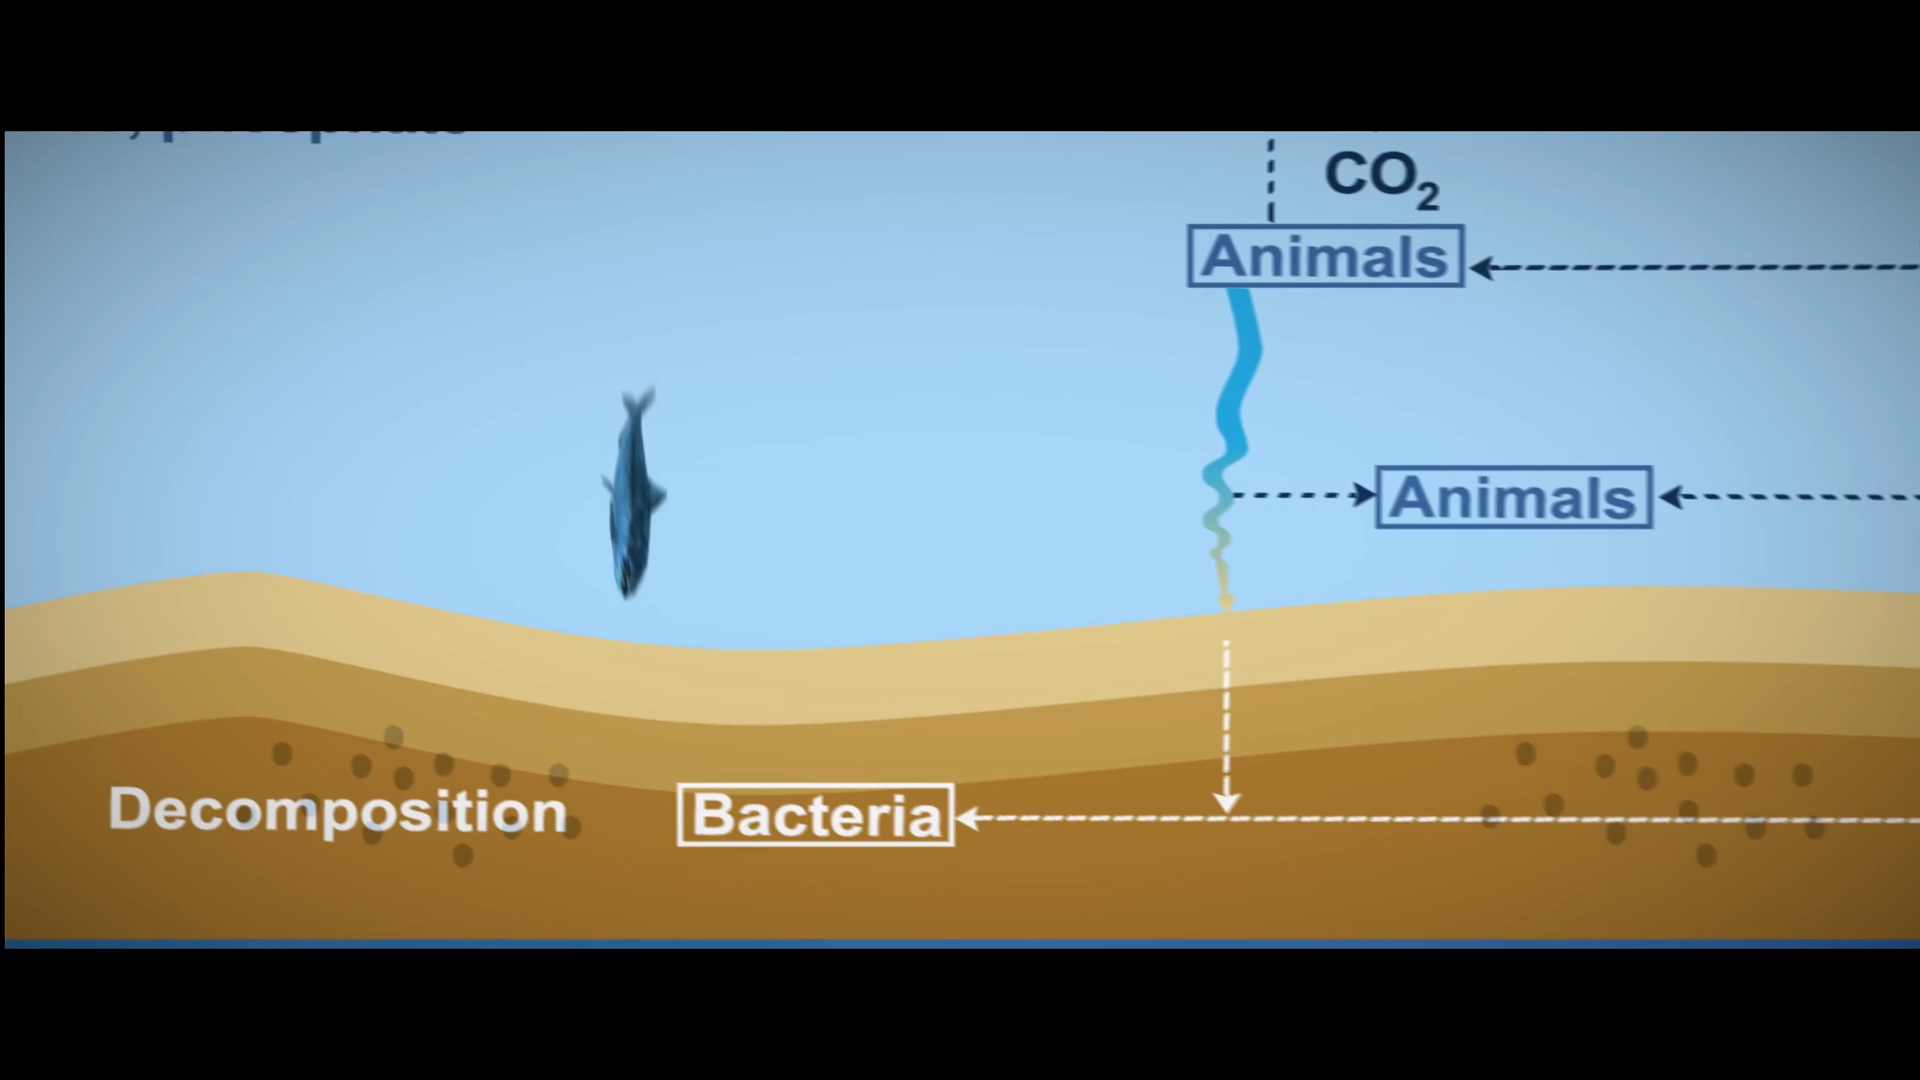 CO₂
Animals
Animals
Decomposition
Bacteria